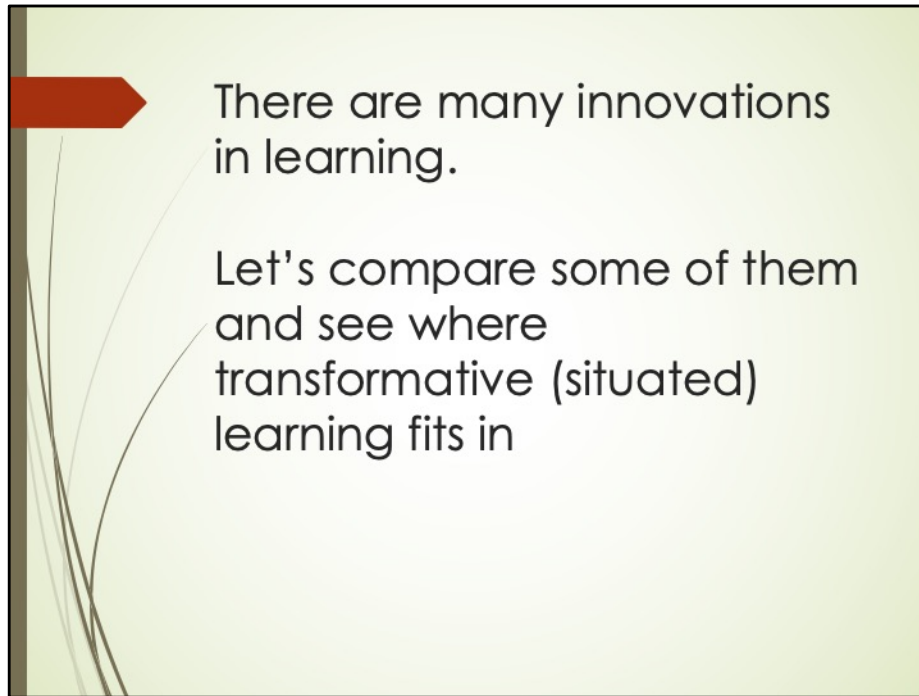 There are many innovations
in learning.
Let’s compare some of them
and see where
transformative (situated)
learning fits in